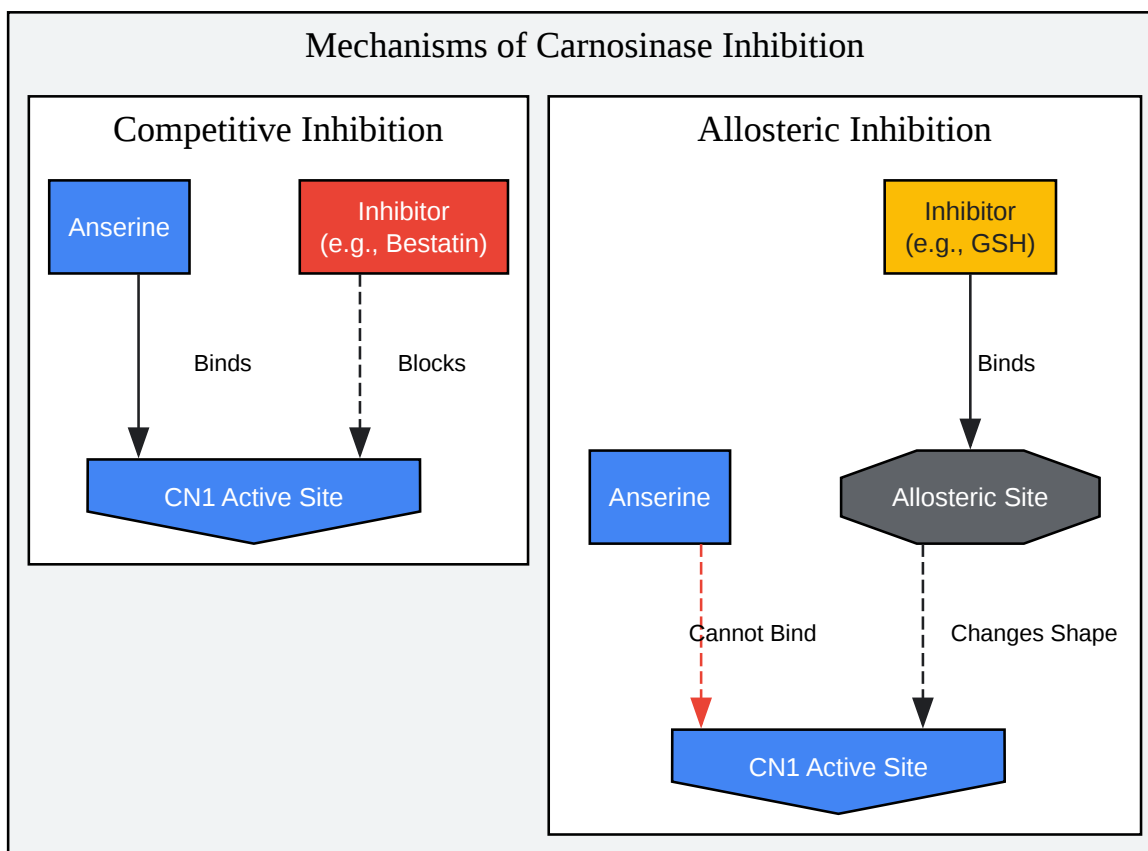 Mechanisms of Carnosinase Inhibition
Competitive Inhibition
Anserine
Inhibitor
(e.g., Bestatin)
Binds
Blocks
CN1 Active Site
Allosteric Inhibition
Inhibitor
(e.g., GSH)
Binds
Anserine
Allosteric Site
Cannot Bind
Changes Shape
CN1 Active Site